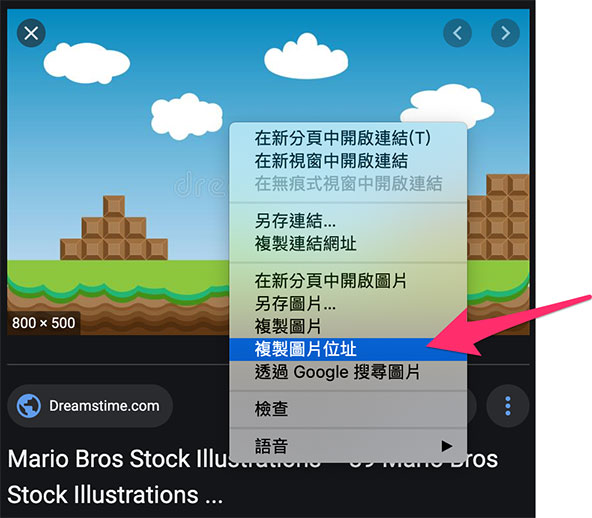 dre
在新分頁中開啟連結(T)
在新視窗中開啟連結
在無痕式視窗中開啟連結
另存連結...
複製連結網址
在新分頁中開啟圖片
另存圖片...
複製圖片
複製圖片位址
透過 Google 搜尋圖片
檢查
語音
800 × 500
Dreamstime.com
Mario Bros Stock Illustrations – 69 Mario Bros
Stock Illustrations ...